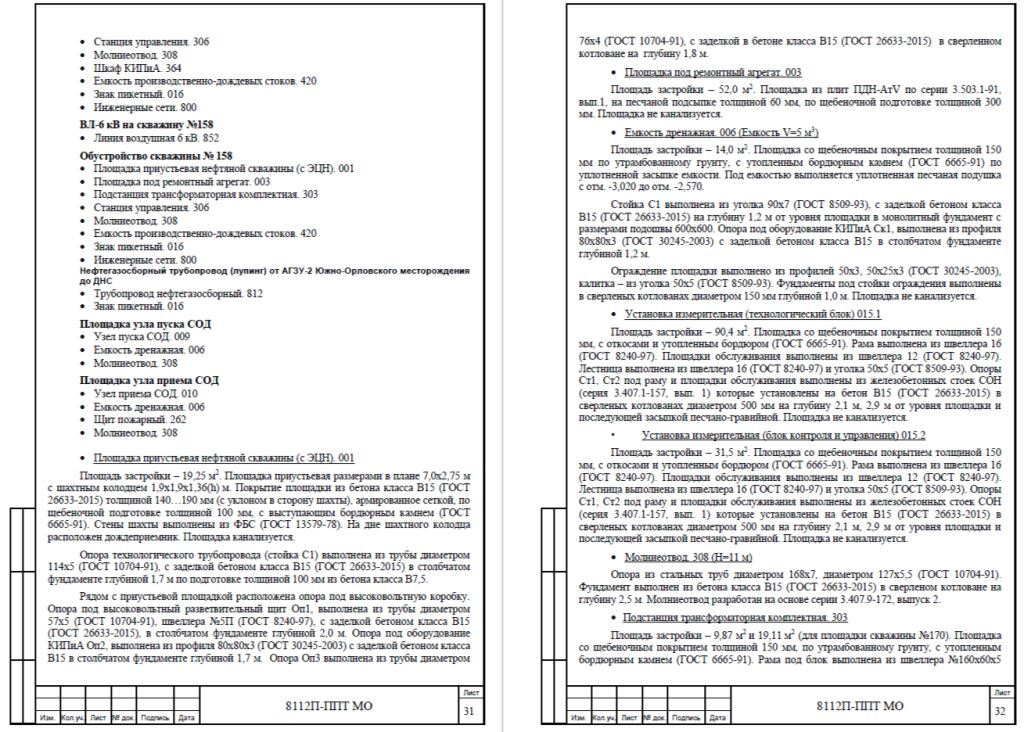 • Станция управления. 306
• Молниеотвод. 308
• Шкаф КИПиА. 364
• Емкость производственно-дождевых стоков. 420
• Знак пикетный. 016
• Инженерные сети. 800
ВЛ-6 кВ на скважину №158
• Линия воздушная 6 кВ. 852
Обустройство скважины № 158
• Площадка приустьевая нефтяной скважины (с ЭЦН). 001
• Площадка под ремонтный агрегат. 003
• Подстанция трансформаторная комплектная. 303
• Станция управления. 306
• Молниеотвод. 308
• Емкость производственно-дождевых стоков. 420
• Знак пикетный. 016
• Инженерные сети. 800
Нефтегазосборный трубопровод (лупинг) от АГЗУ-2 Южно-Орловского месторождения
до ДНС
• Трубопровод нефтегазосборный. 812
• Знак пикетный. 016
Площадка узла пуска СОД
• Узел пуска СОД. 009
• Емкость дренажная. 006
• Молниеотвод. 308
Площадка узла приема СОД
• Узел приема СОД. 010
• Емкость дренажная. 006
• Щит пожарный. 262
• Молниеотвод. 308
• Площадка приустьевая нефтяной скважины (с ЭЦН). 001
Площадь застройки – 19,25 м². Площадка приустьевая размерами в плане 7,0х2,75 м
с шахтным колодцем 1,9х1,9х1,36(h) м. Покрытие площадки из бетона класса В15 (ГОСТ
26633-2015) толщиной 140…190 мм (с уклоном в сторону шахты), армированное сеткой, по
щебеночной подготовке толщиной 100 мм, с выступающим бордюрным камнем (ГОСТ
6665-91). Стены шахты выполнены из ФБС (ГОСТ 13579-78). На дне шахтного колодца
расположен дождеприемник. Площадка канализуется.
Опора технологического трубопровода (стойка С1) выполнена из трубы диаметром
114х5 (ГОСТ 10704-91), с заделкой бетоном класса В15 (ГОСТ 26633-2015) в столбчатом
фундаменте глубиной 1,7 м по подготовке толщиной 100 мм из бетона класса В7,5.
Рядом с приустьевой площадкой расположена опора под высоковольтную коробку.
Опора под высоковольтный разветвительный щит Оп1, выполнена из трубы диаметром
57х5 (ГОСТ 10704-91), швеллера №5П (ГОСТ 8240-97), с заделкой бетоном класса В15
(ГОСТ 26633-2015), в столбчатом фундаменте глубиной 2,0 м. Опора под оборудование
КИПиА Оп2, выполнена из профиля 80х80х3 (ГОСТ 30245-2003) с заделкой бетоном класса
В15 в столбчатом фундаменте глубиной 1,7 м. Опора Оп3 выполнена из трубы диаметром
Изм. Кол.уч. Лист № док. Подпись Дата
8112П-ППТ МО
Лист
31
76х4 (ГОСТ 10704-91), с заделкой в бетоне класса В15 (ГОСТ 26633-2015) в сверленном
котловане на глубину 1,8 м.
• Площадка под ремонтный агрегат. 003
Площадь застройки – 52,0 м². Площадка из плит ПДН-АтV по серии 3.503.1-91,
вып.1, на песчаной подсыпке толщиной 60 мм, по щебеночной подготовке толщиной 300
мм. Площадка не канализуется.
• Емкость дренажная. 006 (Емкость V=5 м³)
Площадь застройки – 14,0 м². Площадка со щебеночным покрытием толщиной 150
мм по утрамбованному грунту, с утопленным бордюрным камнем (ГОСТ 6665-91) по
уплотненной засыпке емкости. Под емкостью выполняется уплотненная песчаная подушка
с отм. -3,020 до отм. -2,570.
Стойка С1 выполнена из уголка 90х7 (ГОСТ 8509-93), с заделкой бетоном класса
В15 (ГОСТ 26633-2015) на глубину 1,2 м от уровня площадки в монолитный фундамент с
размерами подошвы 600х600. Опора под оборудование КИПиА Ск1, выполнена из профиля
80х80х3 (ГОСТ 30245-2003) с заделкой бетоном класса В15 в столбчатом фундаменте
глубиной 1,2 м.
Ограждение площадки выполнено из профилей 50х3, 50х25х3 (ГОСТ 30245-2003),
калитка – из уголка 50х5 (ГОСТ 8509-93). Фундаменты под стойки ограждения выполнены
в сверленых котлованах диаметром 150 мм глубиной 1,0 м. Площадка не канализуется.
• Установка измерительная (технологический блок) 015.1
Площадь застройки – 90,4 м². Площадка со щебеночным покрытием толщиной 150
мм, с откосами и утопленным бордюром (ГОСТ 6665-91). Рама выполнена из швеллера 16
(ГОСТ 8240-97). Площадки обслуживания выполнены из швеллера 12 (ГОСТ 8240-97).
Лестница выполнена из швеллера 16 (ГОСТ 8240-97) и уголка 50х5 (ГОСТ 8509-93). Опоры
Ст1, Ст2 под раму и площадки обслуживания выполнены из железобетонных стоек СОН
(серия 3.407.1-157, вып. 1) которые установлены на бетон В15 (ГОСТ 26633-2015) в
сверленых котлованах диаметром 500 мм на глубину 2,1 м, 2,9 м от уровня площадки и
последующей засыпкой песчано-гравийной. Площадка не канализуется.
• Установка измерительная (блок контроля и управления) 015.2
Площадь застройки – 31,5 м². Площадка со щебеночным покрытием толщиной 150
мм, с откосами и утопленным бордюром (ГОСТ 6665-91). Рама выполнена из швеллера 16
(ГОСТ 8240-97). Площадки обслуживания выполнены из швеллера 12 (ГОСТ 8240-97).
Лестница выполнена из швеллера 16 (ГОСТ 8240-97) и уголка 50х5 (ГОСТ 8509-93). Опоры
Ст1, Ст2 под раму и площадки обслуживания выполнены из железобетонных стоек СОН
(серия 3.407.1-157, вып. 1) которые установлены на бетон В15 (ГОСТ 26633-2015) в
сверленых котлованах диаметром 500 мм на глубину 2,1 м, 2,9 м от уровня площадки и
последующей засыпкой песчано-гравийной. Площадка не канализуется.
• Молниеотвод. 308 (Н=11 м)
Опора из стальных труб диаметром 168х7, диаметром 127х5,5 (ГОСТ 10704-91).
Фундамент выполнен из бетона класса В15 (ГОСТ 26633-2015) в сверленом котловане на
глубину 2,5 м. Молниеотвод разработан на основе серии 3.407.9-172, выпуск 2.
• Подстанция трансформаторная комплектная. 303
Площадь застройки – 9,87 м² и 19,11 м² (для площадки скважины №170). Площадка
со щебеночным покрытием толщиной 150 мм, по утрамбованному грунту, с утопленным
бордюрным камнем (ГОСТ 6665-91). Рама под блок выполнена из швеллера №160х60х5
Изм. Кол.уч. Лист № док. Подпись Дата
8112П-ППТ МО
Лист
32